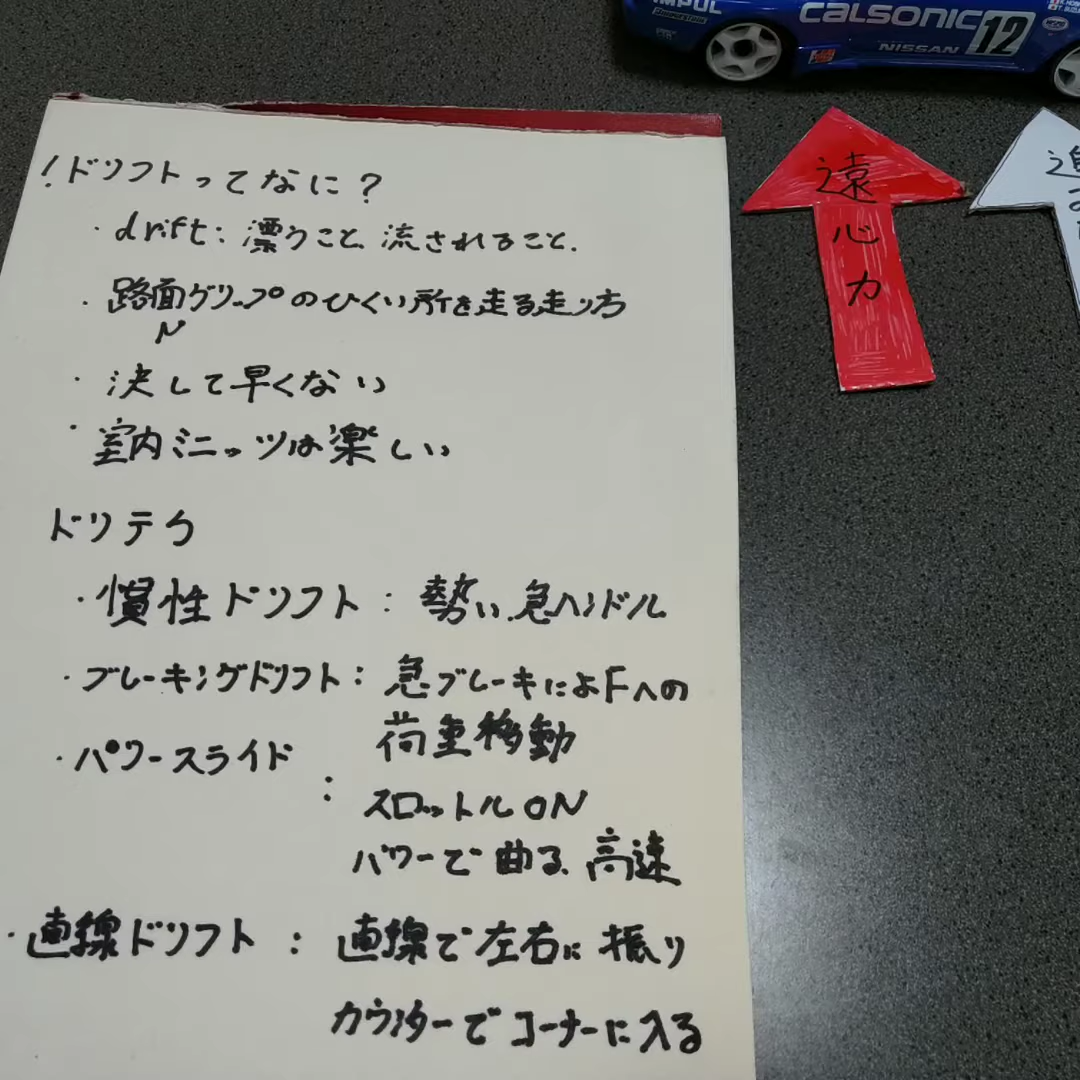 IMPUL
CALSONIC 12
NISSAN
!ドリフトってなに?
・drift: 漂うこと、流されること.
・路面グリップのひくい所を走る走り方
・決して早くない
・室内ミニッツは楽しい
ドリテク
・慣性ドリフト: 勢い、急ハンドル
・ブレーキングドリフト: 急ブレーキによFへの
荷重移動
・パワースライド
: スロットルON
パワーで曲る、高速
・直線ドリフト: 直線で左右に振り
カウンターでコーナーに入る
遠心力
進